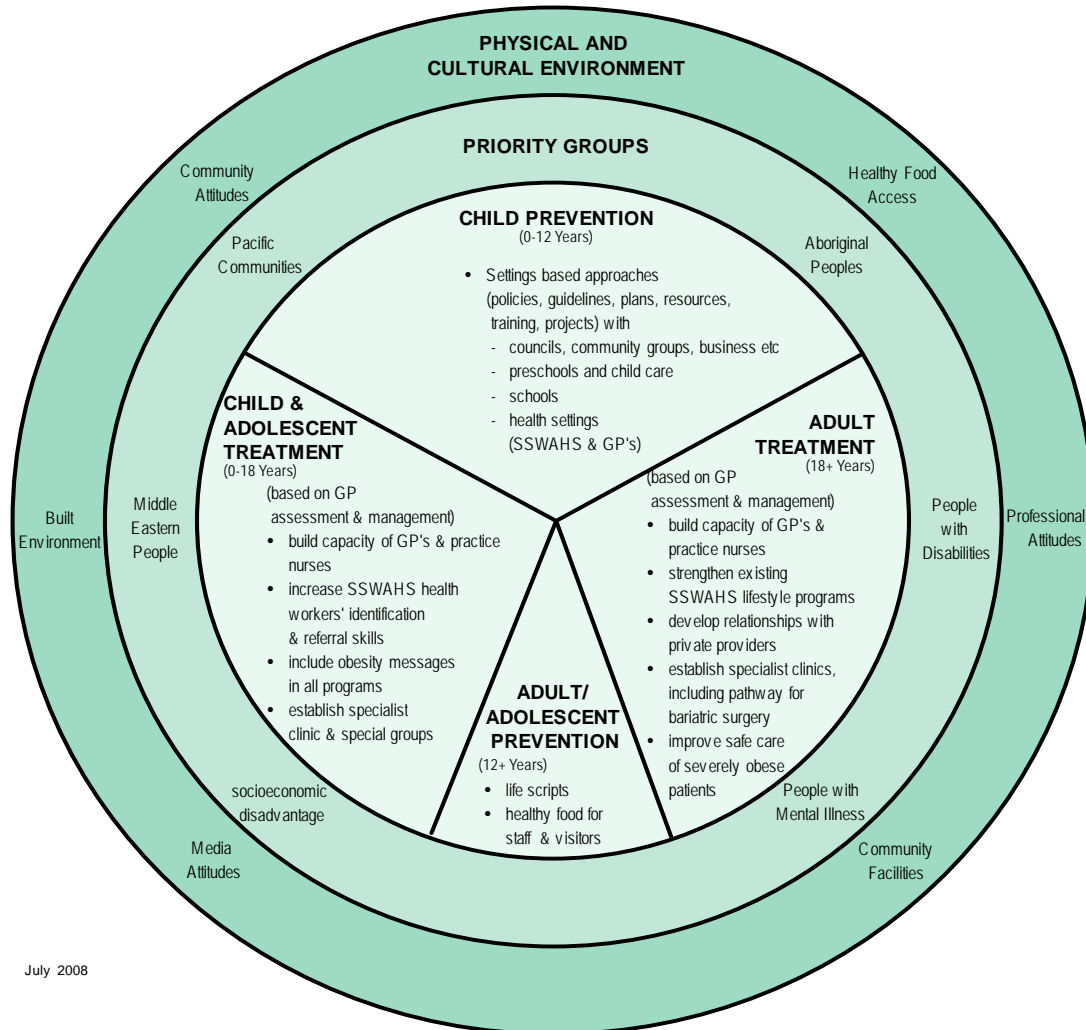 PHYSICAL AND
CULTURAL ENVIRONMENT
PRIORITY GROUPS
Community
Attitudes
Healthy Food
Access
Pacific
Communities
Aboriginal
Peoples
CHILD PREVENTION
(0-12 Years)
• Settings based approaches
(policies, guidelines, plans, resources,
training, projects) with
- councils, community groups, business etc
- preschools and child care
- schools
- health settings
(SSWAHS & GP's)
CHILD &
ADOLESCENT
TREATMENT
(0-18 Years)
(based on GP
assessment & management)
• build capacity of GP's & practice
nurses
• increase SSWAHS health
workers' identification
& referral skills
• include obesity messages
in all programs
• establish specialist
clinic & special groups
ADULT
TREATMENT
(18+ Years)
(based on GP
assessment & management)
• build capacity of GP's &
practice nurses
• strengthen existing
SSWAHS lifestyle programs
• develop relationships with
private providers
• establish specialist clinics,
including pathway for
bariatric surgery
• improve safe care
of severely obese
patients
ADULT/
ADOLESCENT
PREVENTION
(12+ Years)
• life scripts
• healthy food for
staff & visitors
Built
Environment
Middle
Eastern
People
People
with
Disabilities
Professional
Attitudes
socioeconomic
disadvantage
People with
Mental Illness
Media
Attitudes
Community
Facilities
July 2008